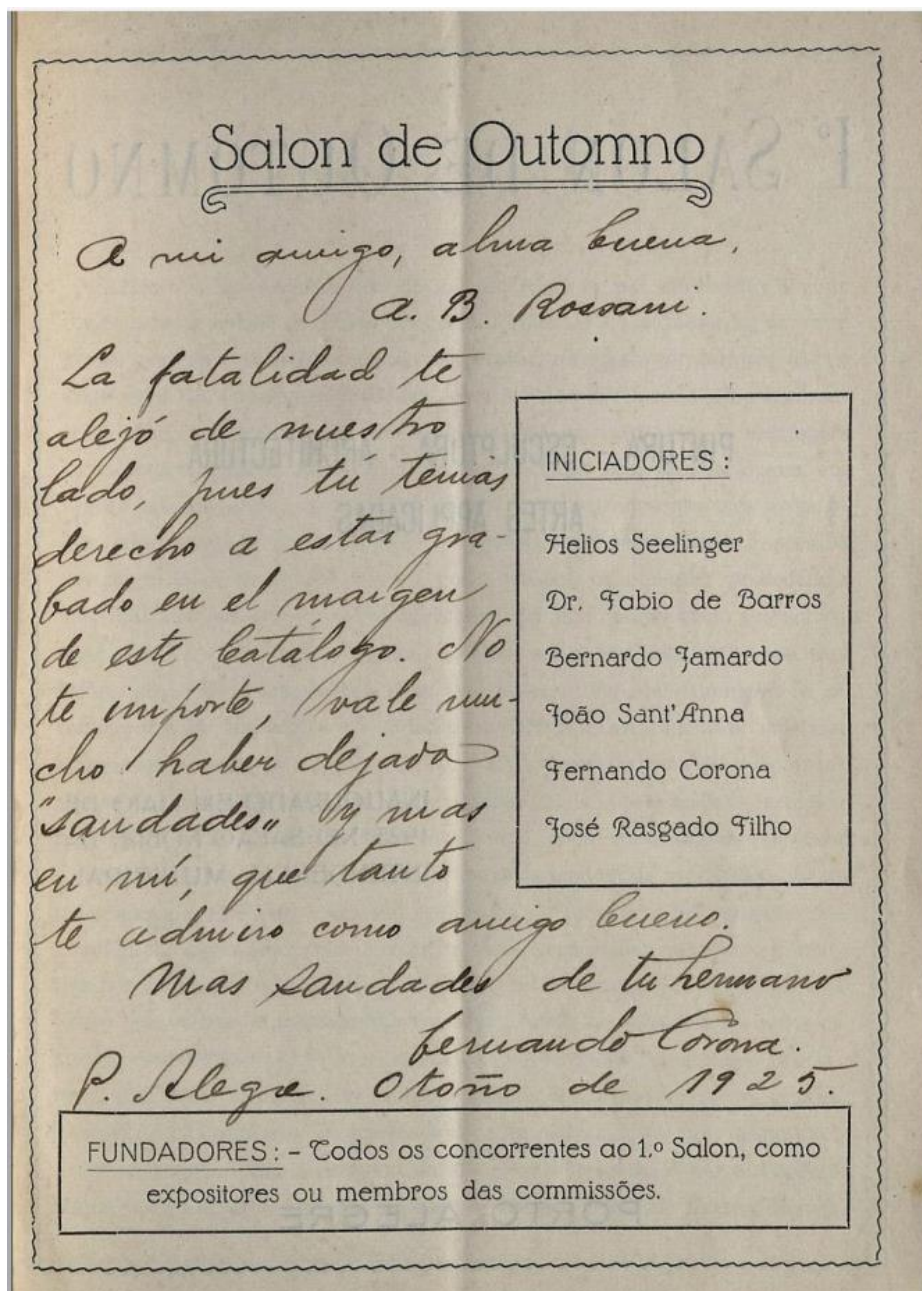 Salon de Outomno
A mi amigo, alma buena,
A. B. Rossani.
La fatalidad te
alejó de nuestro
lado, pues tú tenias
derecho a estar gra-
bado en el margen
de este Catálogo. No
te importe, vale mu-
cho haber dejado
"saudades" y mas
en mí, que tanto
te admiro como amigo bueno.
Mas saudades de tu hermano
Fernando Corona.
P. Alegre. Otoño de 1925.
INICIADORES:
Helios Seelinger
Dr. Fabio de Barros
Bernardo Jamardo
João Sant'Anna
Fernando Corona
José Rasgado Filho
FUNDADORES: - Todos os concorrentes ao 1.º Salon, como
expositores ou membros das commissões.